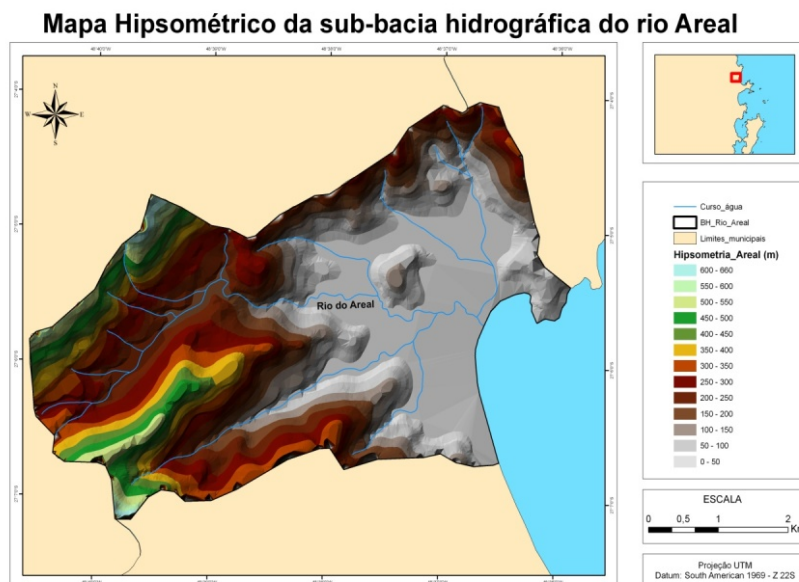 Mapa Hipsométrico da sub-bacia hidrográfica do rio Areal
N
W
E
S
Rio do Areal
Curso_água
BH_Rio_Areal
Limites_municipais
Hipsometria_Areal (m)
600 - 660
550 - 600
500 - 550
450 - 500
400 - 450
350 - 400
300 - 350
250 - 300
200 - 250
150 - 200
100 - 150
50 - 100
0 - 50
ESCALA
0 0,5 1 2
Km
Projeção UTM
Datum: South American 1969 - Z 22S